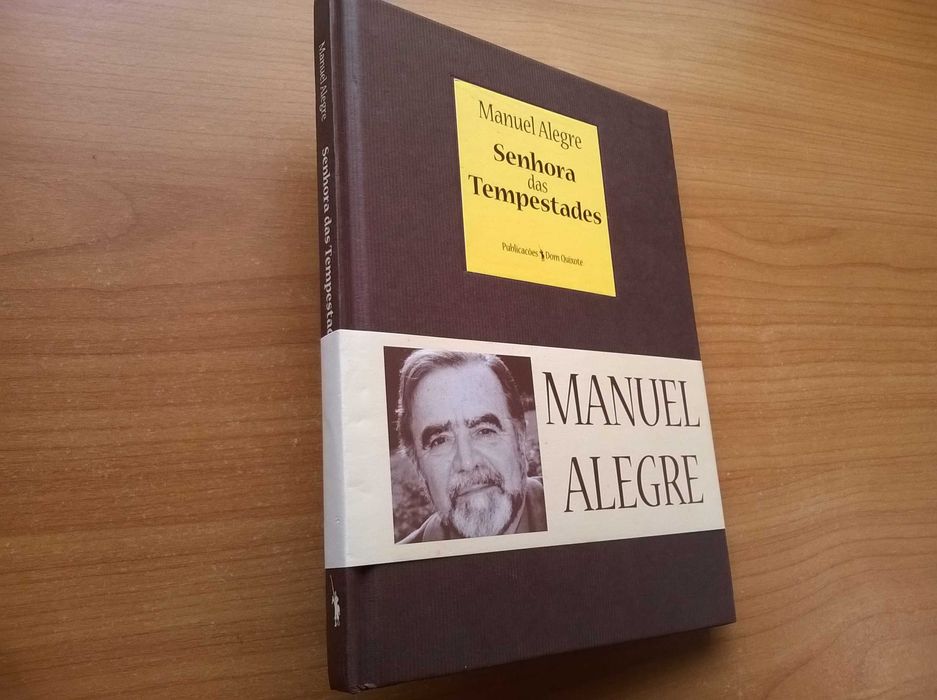 Manuel Alegre
Senhora das Tempestad
Manuel Alegre
Senhora
das
Tempestades
Publicações Dom Quixote
MANUEL
ALEGRE